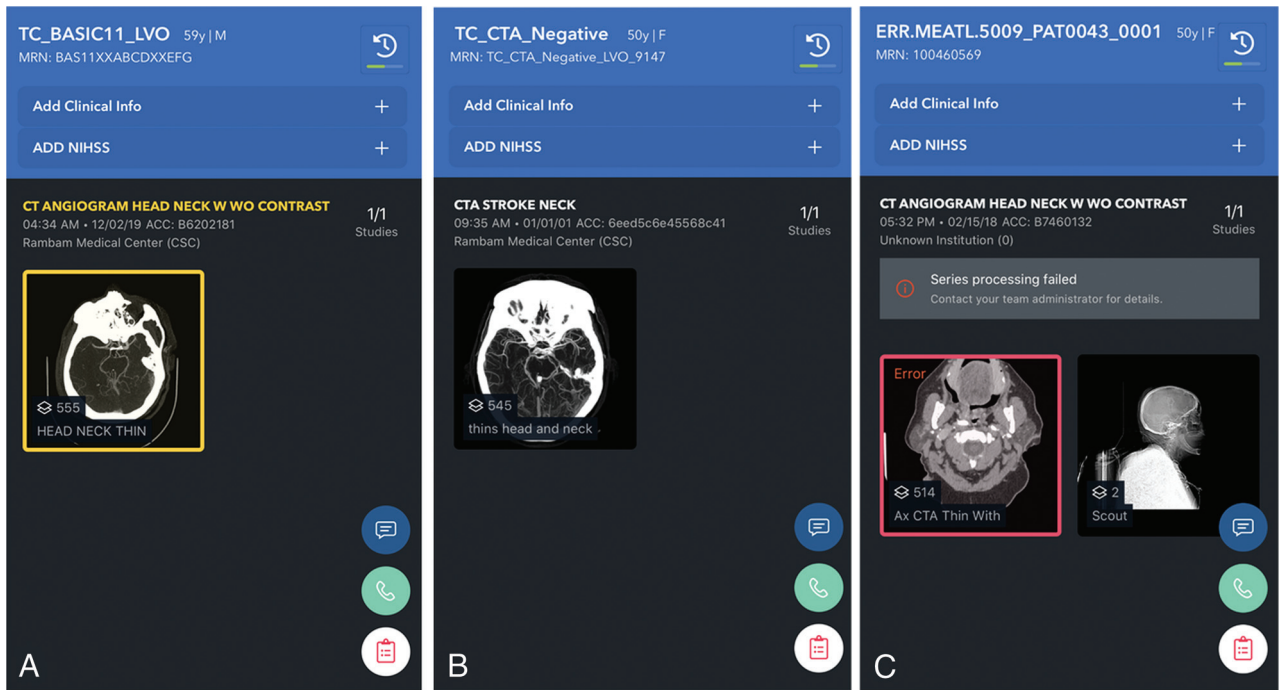 TC_BASIC11_LVO 59y | M
MRN: BAS11XXABCDXXEFG
Add Clinical Info
ADD NIHSS
CT ANGIOGRAM HEAD NECK W WO CONTRAST
04:34 AM • 12/02/19 ACC: B6202181
Rambam Medical Center (CSC)
1/1
Studies
555
HEAD NECK THIN
A
TC_CTA_Negative 50y | F
MRN: TC_CTA_Negative_LVO_9147
Add Clinical Info
ADD NIHSS
CTA STROKE NECK
09:35 AM • 01/01/01 ACC: 6eed5c6e45568c41
Rambam Medical Center (CSC)
1/1
Studies
545
thins head and neck
B
ERR.MEATL.5009_PAT0043_0001 50y | F
MRN: 100460569
Add Clinical Info
ADD NIHSS
CT ANGIOGRAM HEAD NECK W WO CONTRAST
05:32 PM • 02/15/18 ACC: B7460132
Unknown Institution (0)
1/1
Studies
Series processing failed
Contact your team administrator for details.
Error
514
Ax CTA Thin With
2
Scout
C